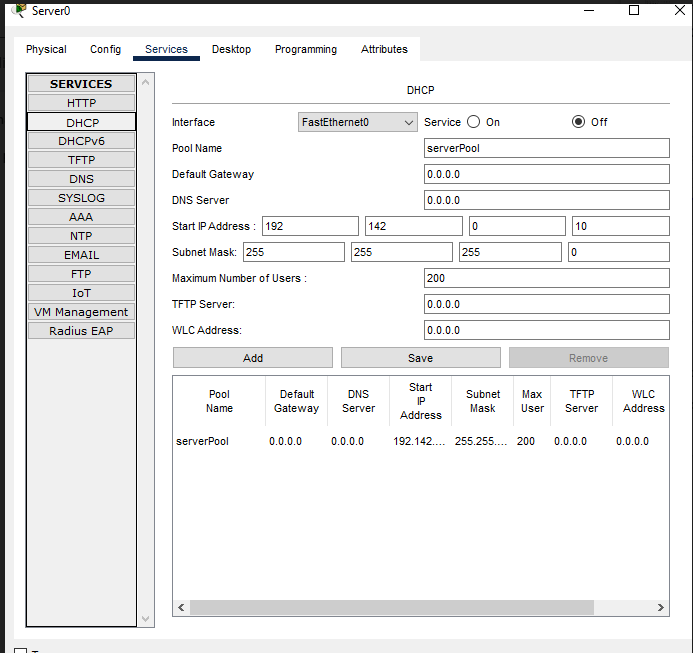 Server0
Physical Config Services Desktop Programming Attributes
SERVICES
HTTP
DHCP
DHCPv6
TFTP
DNS
SYSLOG
AAA
NTP
EMAIL
FTP
IoT
VM Management
Radius EAP
DHCP
Interface FastEthernet0 Service On Off
Pool Name serverPool
Default Gateway 0.0.0.0
DNS Server 0.0.0.0
Start IP Address : 192 142 0 10
Subnet Mask: 255 255 255 0
Maximum Number of Users : 200
TFTP Server: 0.0.0.0
WLC Address: 0.0.0.0
Add Save Remove
Pool Name Default Gateway DNS Server Start IP Address Subnet Mask Max User TFTP Server WLC Address
serverPool 0.0.0.0 0.0.0.0 192.142.... 255.255.... 200 0.0.0.0 0.0.0.0